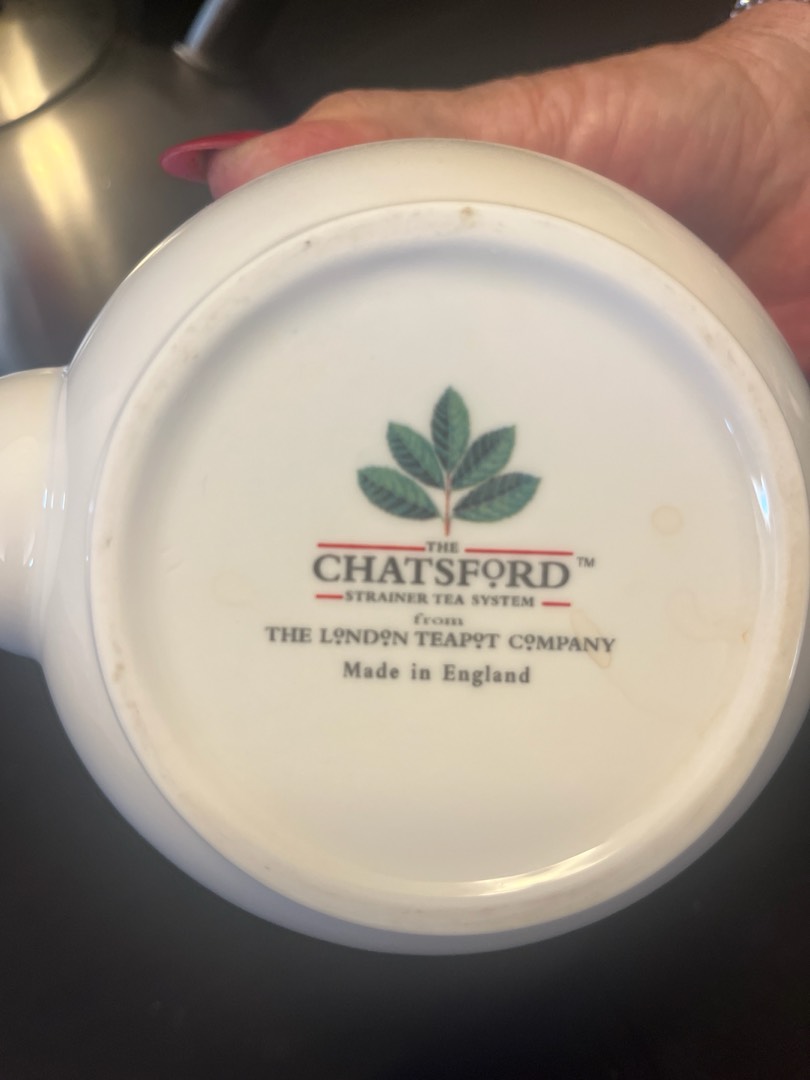 THE
CHATSFORD™
STRAINER TEA SYSTEM
from
THE LONDON TEAPOT COMPANY
Made in England